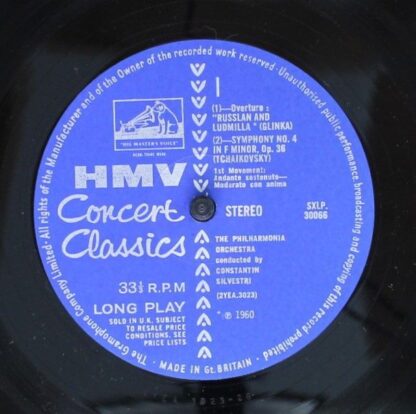 The Gramophone Company Limited·All rights of the Manufacturer and of the Owner of the recorded work reserved·Unauthorised public performance broadcasting and copying of this record prohibited·
MADE IN Gt. BRITAIN
"HIS MASTER'S VOICE"
HMV
Concert
Classics
33⅓ R.P.M
LONG PLAY
SOLD IN U.K. SUBJECT
TO RESALE PRICE
CONDITIONS, SEE
PRICE LISTS
1
(1)—Overture:
"RUSSLAN AND
LUDMILLA" (GLINKA)
(2)—SYMPHONY No. 4
IN F MINOR, Op. 36
(TCHAIKOVSKY)
1st Movement:
Andante sostenuto—
Moderato con anima
STEREO
SXLP.
30066
THE PHILHARMONIA
ORCHESTRA
conducted by
CONSTANTIN
SILVESTRI
(2YEA.3023)
℗ 1960